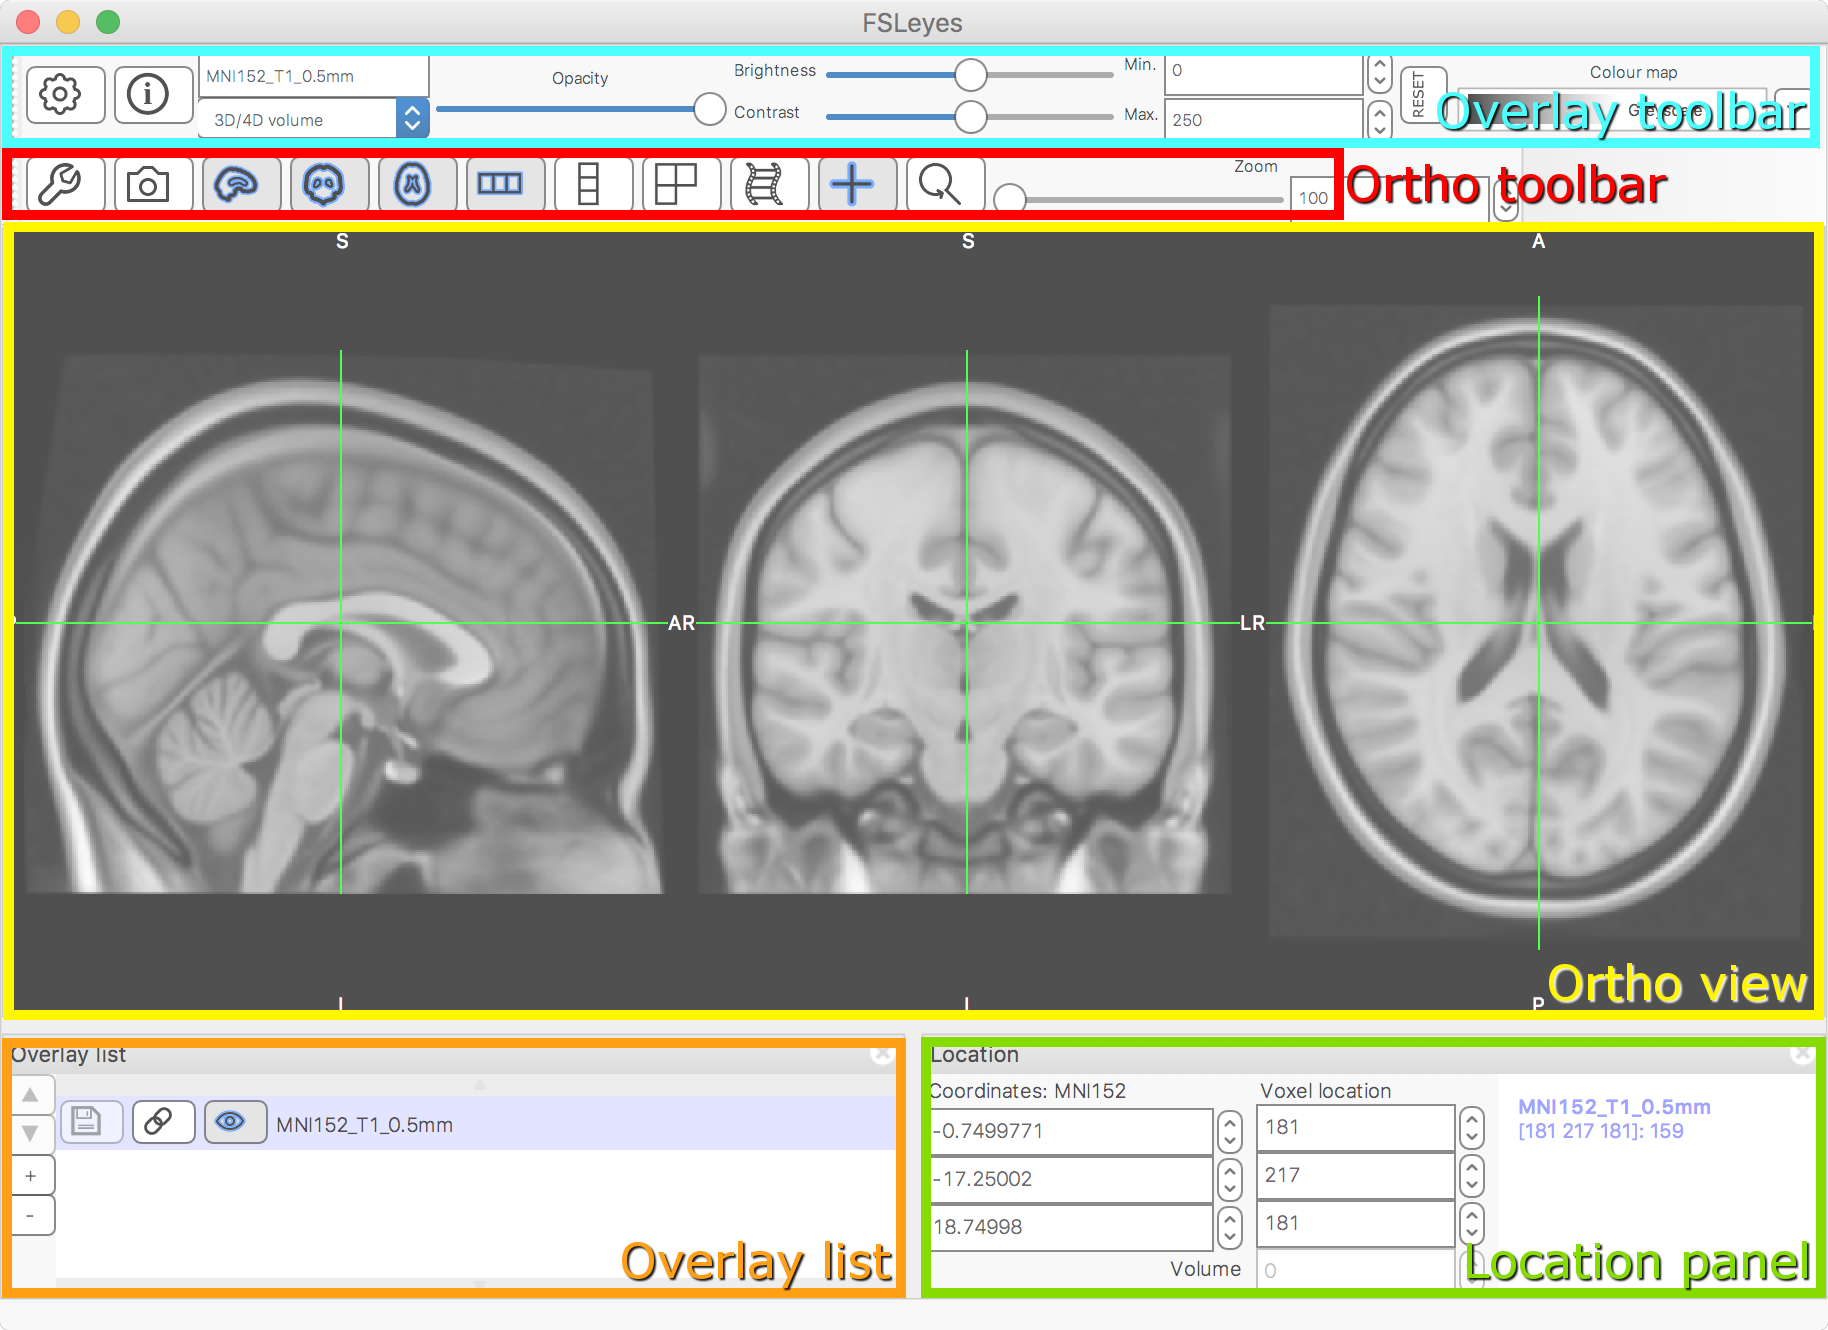 FSLeyes
MNI152_T1_0.5mm
3D/4D volume
Opacity
Brightness
Contrast
Min. 0
Max. 250
RESET
Colour map
Greyscale
Overlay toolbar
Zoom
100
Ortho toolbar
S S A
AR LR
I I P
Ortho view
Overlay list
MNI152_T1_0.5mm
+
-
Overlay list
Location
Coordinates: MNI152 Voxel location
-0.7499771 181
-17.25002 217
18.74998 181
Volume 0
MNI152_T1_0.5mm
[181 217 181]: 159
Location panel